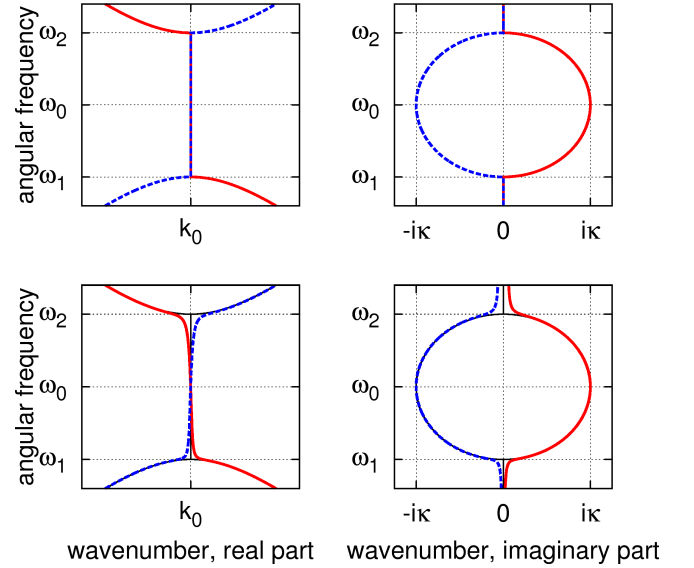 angular frequency
ω₂
ω₀
ω₁
k₀
ω₂
ω₀
ω₁
-iκ 0 iκ
angular frequency
ω₂
ω₀
ω₁
k₀
wavenumber, real part
ω₂
ω₀
ω₁
-iκ 0 iκ
wavenumber, imaginary part